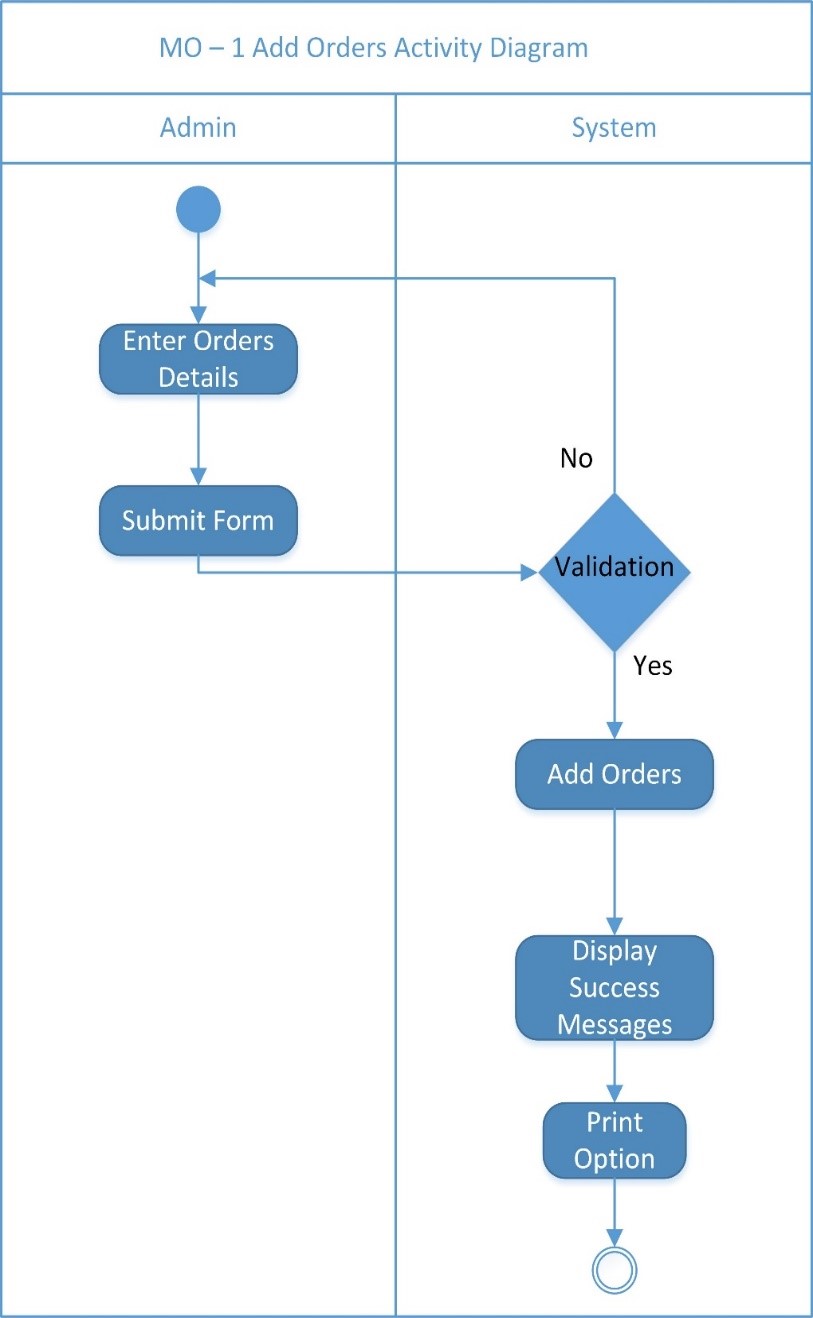 MO – 1 Add Orders Activity Diagram
Admin
System
Enter Orders
Details
No
Submit Form
Validation
Yes
Add Orders
Display
Success
Messages
Print
Option